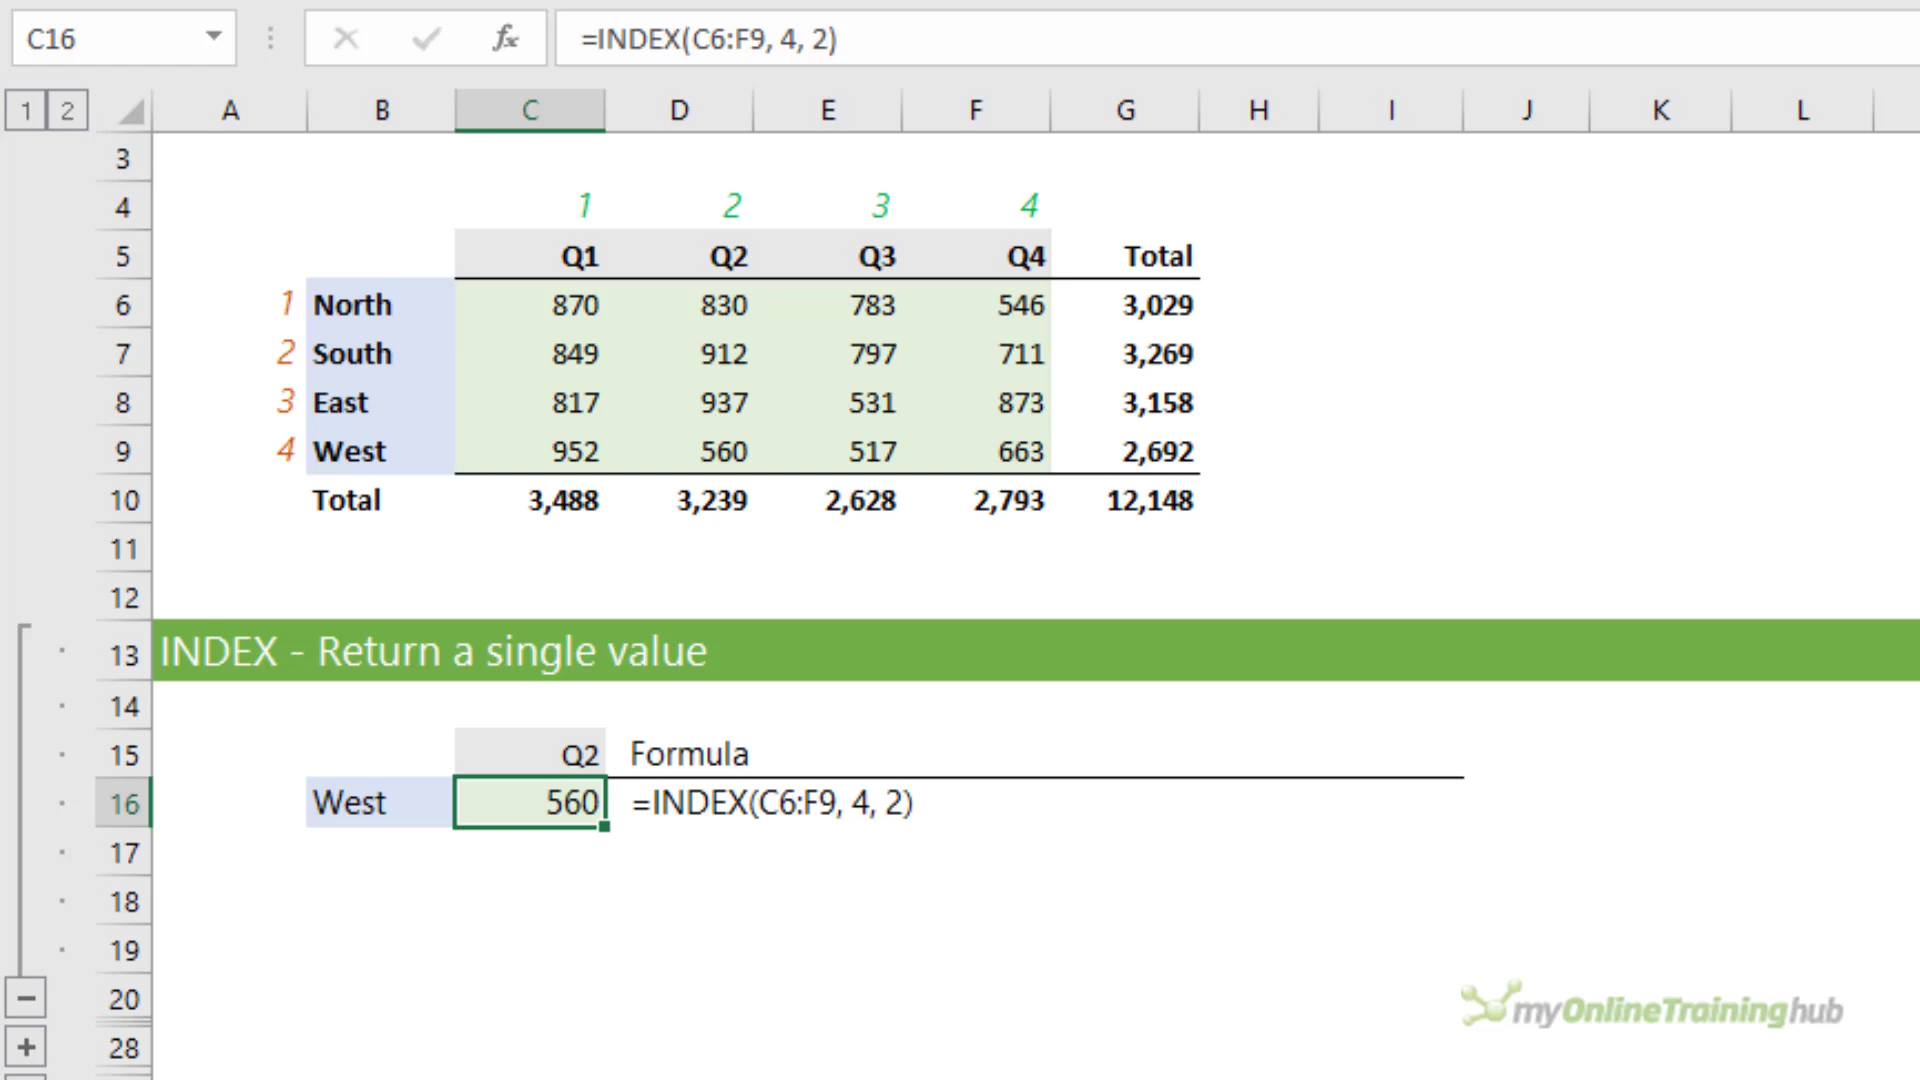 C16 fx =INDEX(C6:F9, 4, 2)
1 2 A B C D E F G H I J K L
3
4 1 2 3 4
5 Q1 Q2 Q3 Q4 Total
6 1 North 870 830 783 546 3,029
7 2 South 849 912 797 711 3,269
8 3 East 817 937 531 873 3,158
9 4 West 952 560 517 663 2,692
10 Total 3,488 3,239 2,628 2,793 12,148
11
12
13 INDEX - Return a single value
14
15 Q2 Formula
16 West 560 =INDEX(C6:F9, 4, 2)
17
18
19
20
myOnlineTraininghub
28